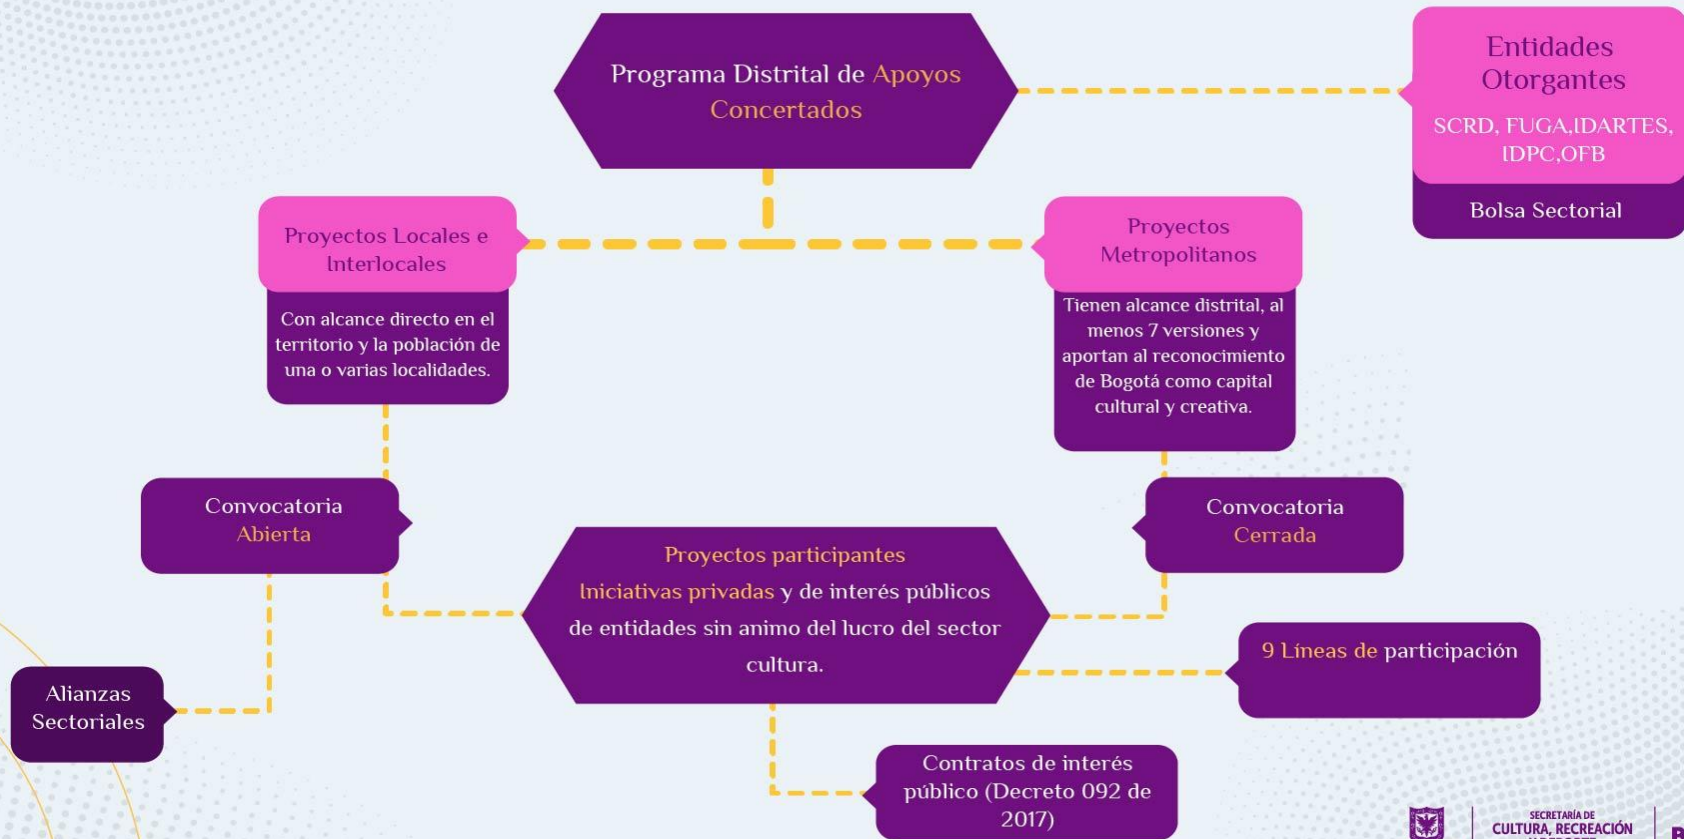 Programa Distrital de Apoyos
Concertados
Entidades
Otorgantes
SCRD, FUGA,IDARTES,
IDPC,OFB
Bolsa Sectorial
Proyectos Locales e
Interlocales
Con alcance directo en el
territorio y la población de
una o varias localidades.
Proyectos
Metropolitanos
Tienen alcance distrital, al
menos 7 versiones y
aportan al reconocimiento
de Bogotá como capital
cultural y creativa.
Convocatoria
Abierta
Convocatoria
Cerrada
Proyectos participantes
Iniciativas privadas y de interés públicos
de entidades sin animo del lucro del sector
cultura.
9 Líneas de participación
Alianzas
Sectoriales
Contratos de interés
público (Decreto 092 de
2017)
SECRETARÍA DE
CULTURA, RECREACIÓN